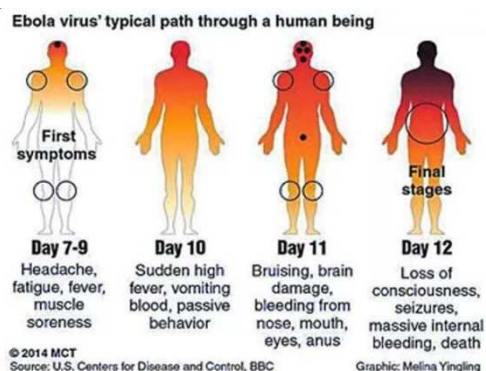 Ebola virus' typical path through a human being
First
symptoms
Final
stages
Day 7-9
Headache,
fatigue, fever,
muscle
soreness
Day 10
Sudden high
fever, vomiting
blood, passive
behavior
Day 11
Bruising, brain
damage,
bleeding from
nose, mouth,
eyes, anus
Day 12
Loss of
consciousness,
seizures,
massive internal
bleeding, death
© 2014 MCT
Source: U.S. Centers for Disease and Control, BBC
Graphic: Melina Yingling